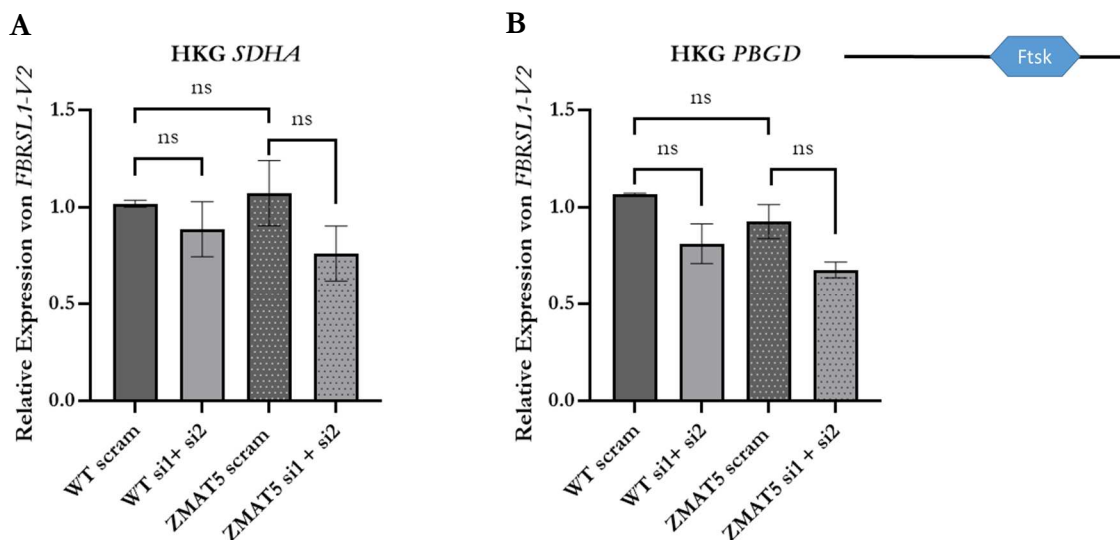 A
HKG SDHA
Relative Expression von FBRSL1-V2
1.5
1.0
0.5
0.0
ns
ns
ns
WT scram
WT si1+ si2
ZMAT5 scram
ZMAT5 si1 + si2
B
HKG PBGD
Ftsk
Relative Expression von FBRSL1-V2
1.5
1.0
0.5
0.0
ns
ns
ns
WT scram
WT si1+ si2
ZMAT5 scram
ZMAT5 si1 + si2